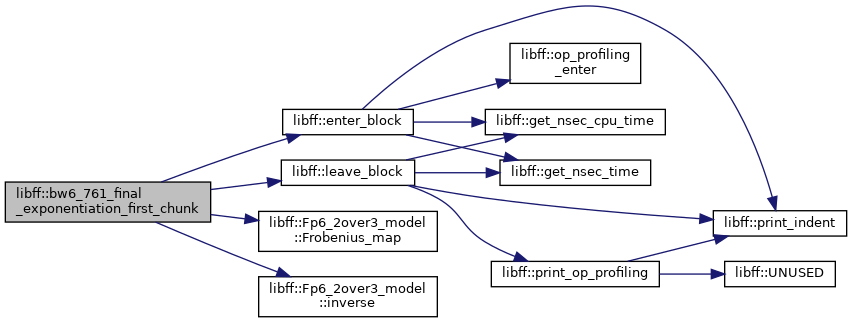 libff::bw6_761_final
_exponentiation_first_chunk
libff::enter_block
libff::leave_block
libff::Fp6_2over3_model
::Frobenius_map
libff::Fp6_2over3_model
::inverse
libff::op_profiling
_enter
libff::get_nsec_cpu_time
libff::get_nsec_time
libff::print_op_profiling
libff::print_indent
libff::UNUSED